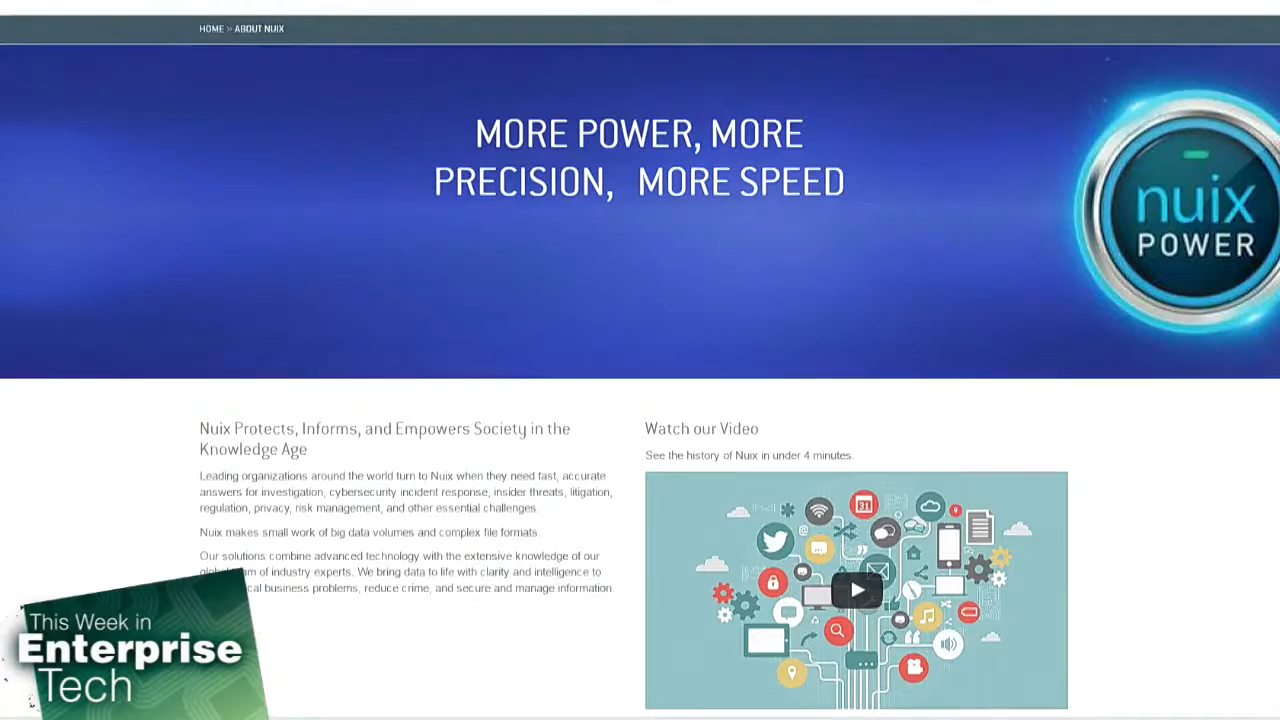 HOME » ABOUT NUIX
MORE POWER, MORE
PRECISION, MORE SPEED
nuix
POWER
Nuix Protects, Informs, and Empowers Society in the
Knowledge Age
Leading organizations around the world turn to Nuix when they need fast, accurate
answers for investigation, cybersecurity incident response, insider threats, litigation,
regulation, privacy, risk management, and other essential challenges.
Nuix makes small work of big data volumes and complex file formats.
Our solutions combine advanced technology with the extensive knowledge of our
of industry experts. We bring data to life with clarity and intelligence to
business problems, reduce crime, and secure and manage information.
Watch our Video
See the history of Nuix in under 4 minutes.
31
This Week in
Enterprise
Tech